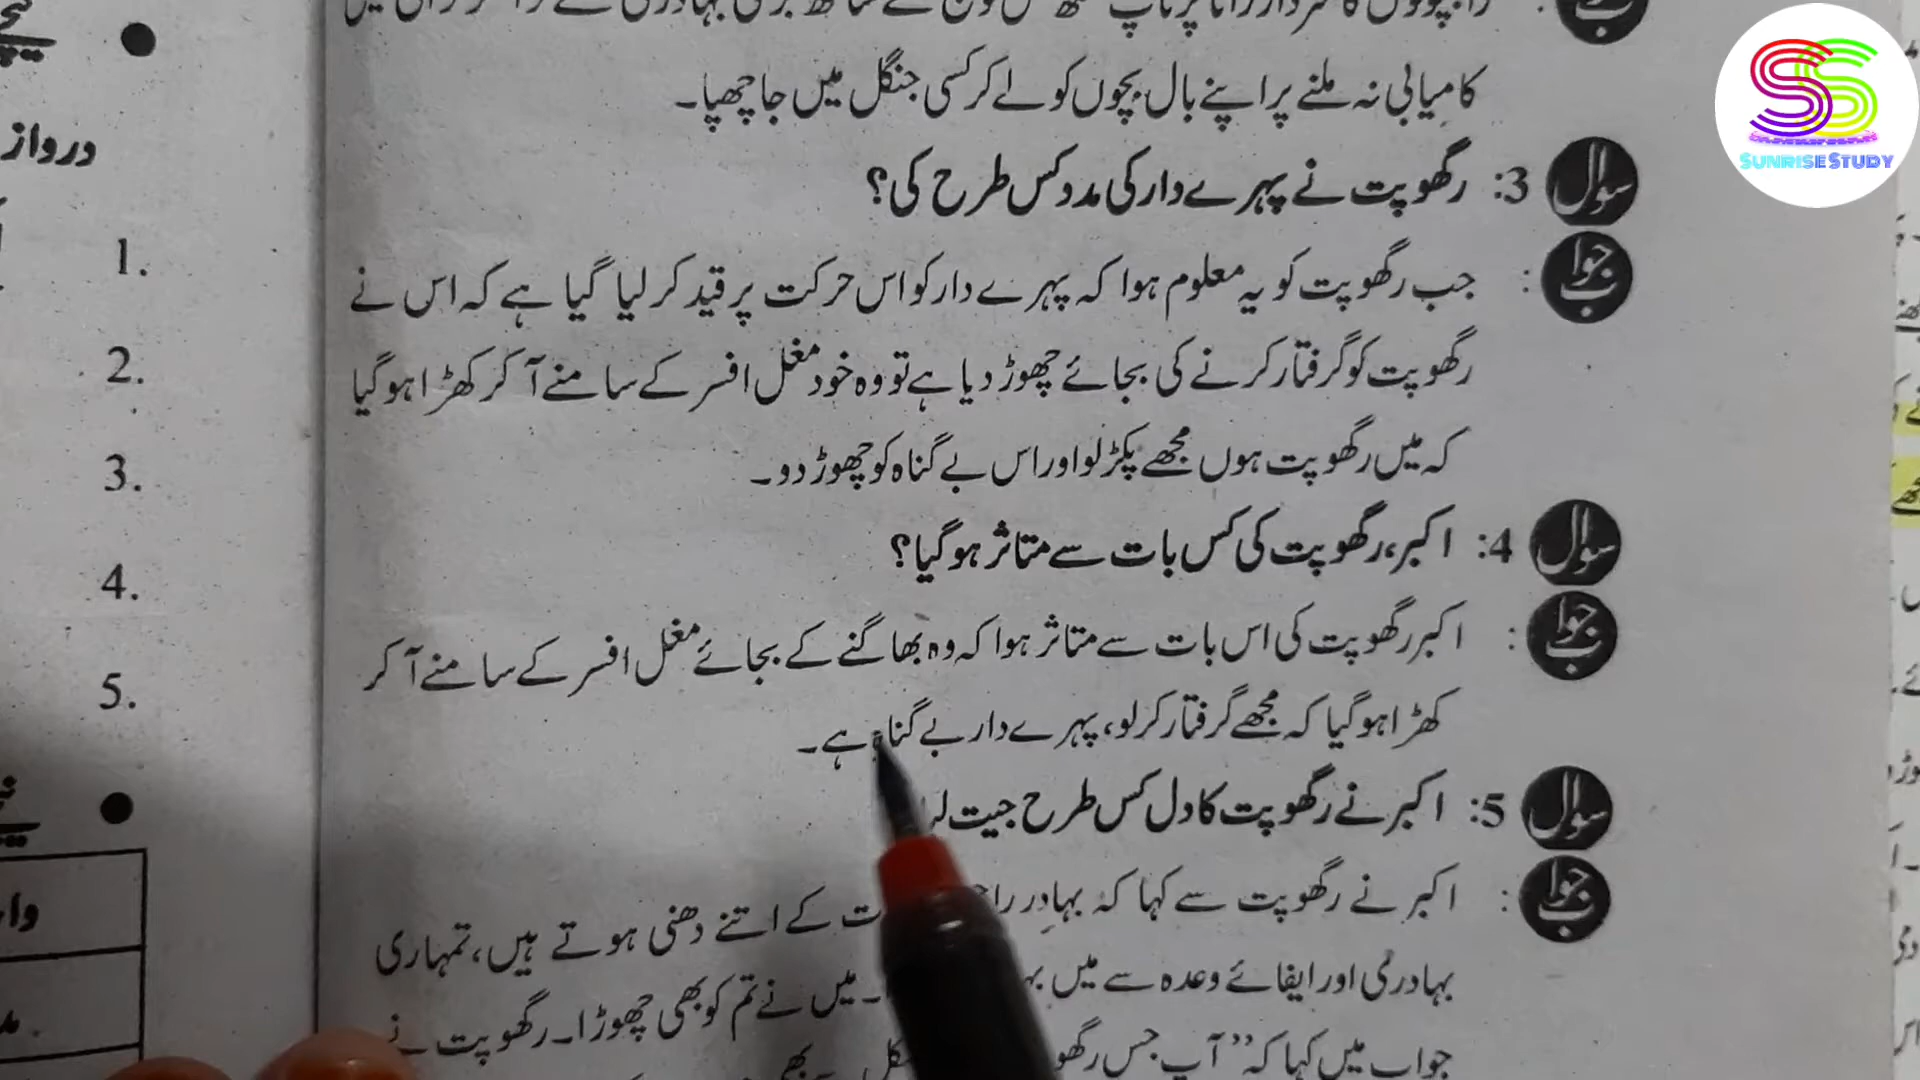 کامیابی نہ ملنے پر اپنے بال بچوں کو لے کر کسی جنگل میں جا چھپا۔
سوال 3: رگھوپت نے پہرے دار کی مدد کس طرح کی؟
جواب : جب رگھوپت کو یہ معلوم ہوا کہ پہرے دار کو اس حرکت پر قید کر لیا گیا ہے کہ اس نے
رگھوپت کو گرفتار کرنے کی بجائے چھوڑ دیا ہے تو وہ خود مغل افسر کے سامنے آ کر کھڑا ہو گیا
کہ میں رگھوپت ہوں مجھے پکڑ لو اور اس بے گناہ کو چھوڑ دو۔
سوال 4: اکبر، رگھوپت کی کس بات سے متاثر ہو گیا؟
جواب : اکبر رگھوپت کی اس بات سے متاثر ہوا کہ وہ بھاگنے کے بجائے مغل افسر کے سامنے آ کر
کھڑا ہو گیا کہ مجھے گرفتار کر لو، پہرے دار بے گناہ ہے۔
سوال 5: اکبر نے رگھوپت کا دل کس طرح جیت
جواب : اکبر نے رگھوپت سے کہا کہ بہادر کے اتنے دھنی ہوتے ہیں، تمہاری
بہادری اور ایفائے وعدہ سے میں ۔ میں نے تم کو بھی چھوڑا۔ رگھوپت نے
جواب میں کہا کہ ”آپ جس
SUNRISE STUDY
درواز
1.
2.
3.
4.
5.